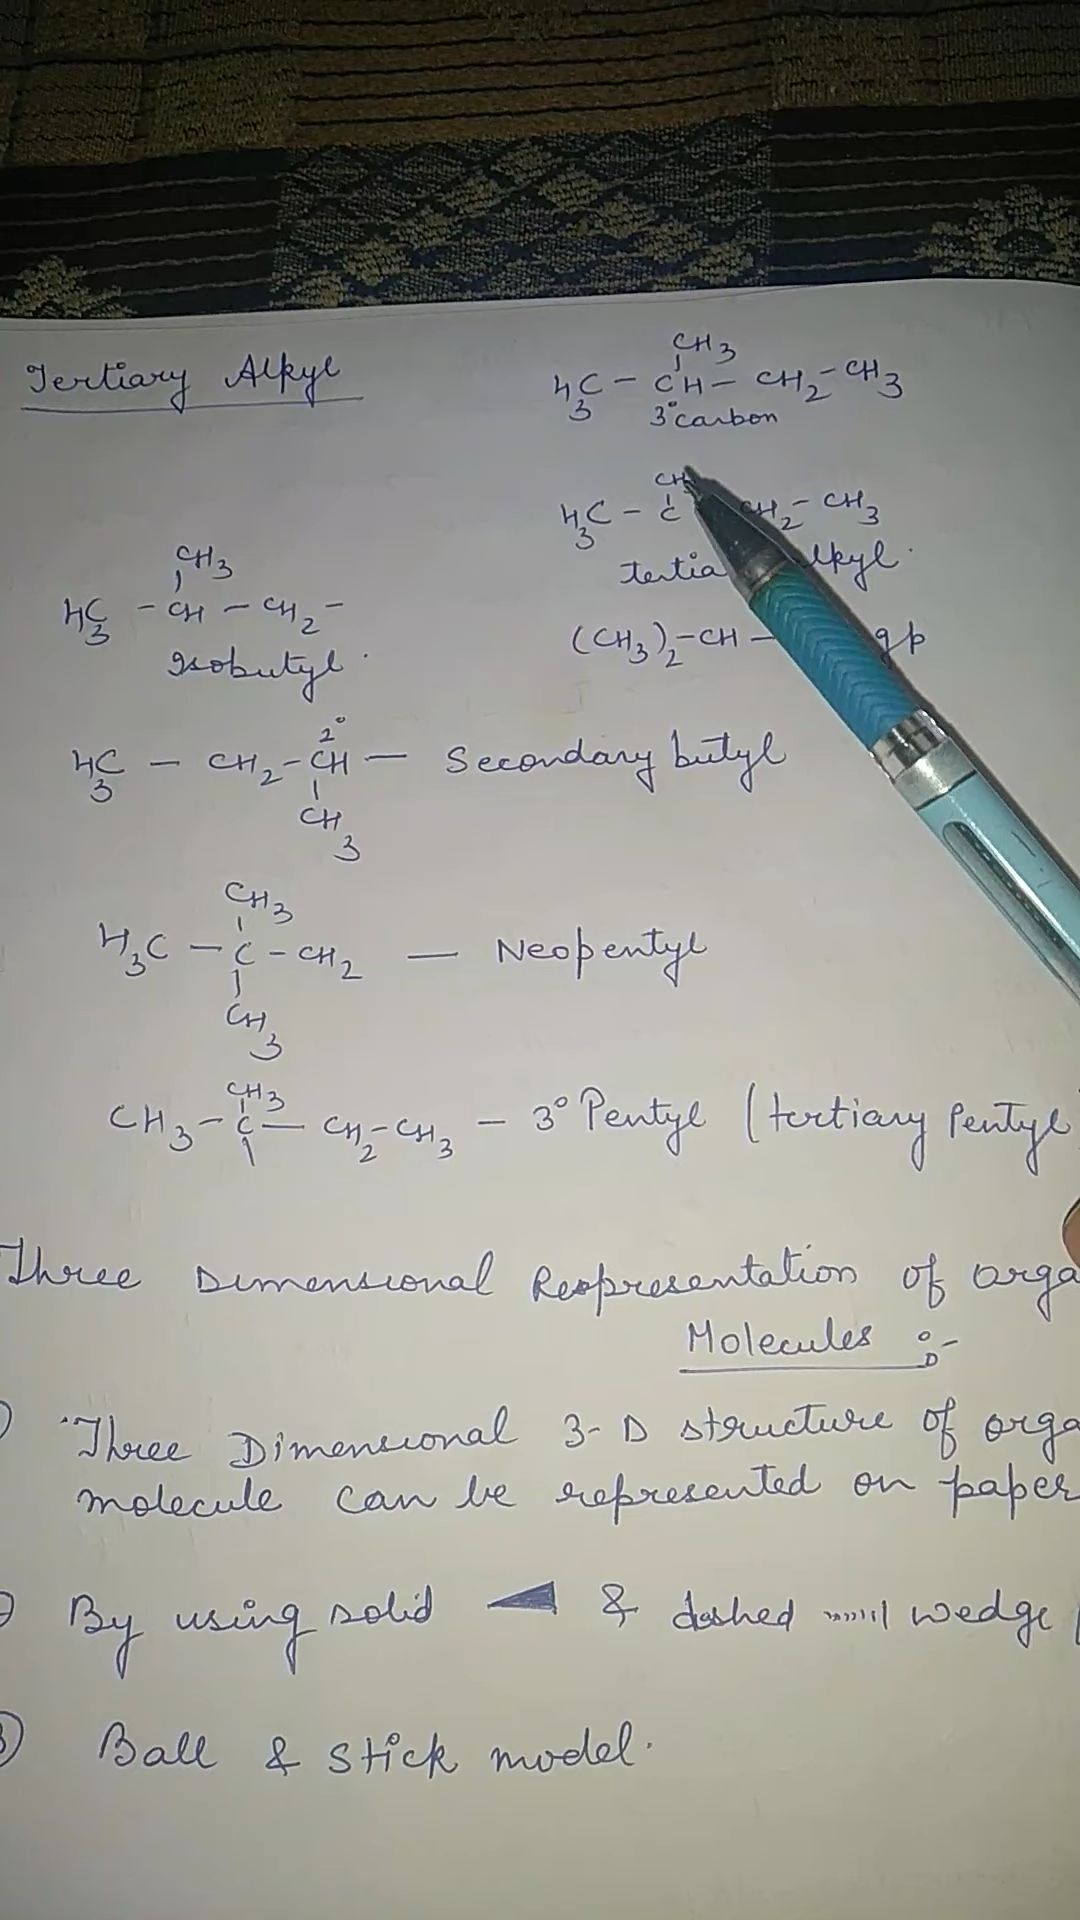 Tertiary Alkyl
CH3
H3C - CH - CH2 - CH3
3° carbon
H3C - C CH2 - CH3
CH3
H3C - CH - CH2 -
Isobutyl .
(CH3)2 - CH - gp
2°
H3C - CH2 - CH - Secondary butyl
CH3
CH3
H3C - C - CH2 - Neopentyl
CH3
CH3
CH3 - C - CH2 - CH3 - 3° Pentyl (tertiary Pentyl
Three Dimensional Reopresentation of
Molecules :-
Three Dimensional 3-D structure of
molecule can be represented on paper
By using solid & dashed wedge
Ball & stick model.